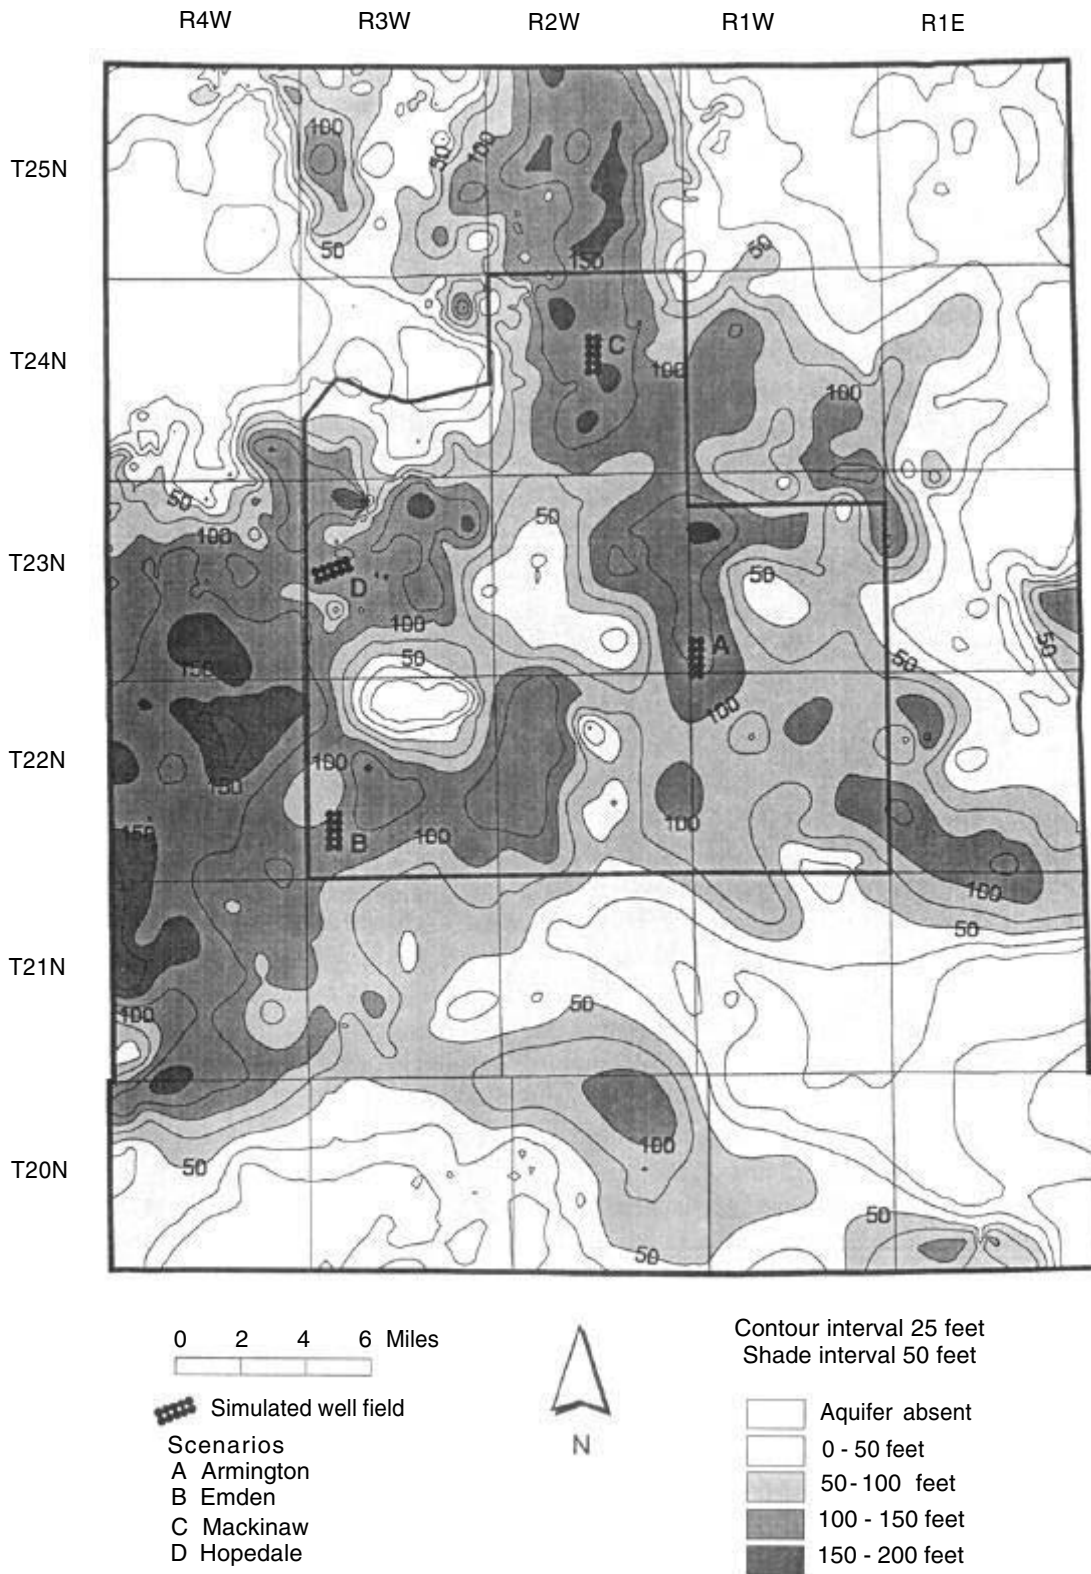 R4W R3W R2W R1W R1E
T25N
100
50
100
50
150
50
T24N
C
100
100
50
100
50
T23N
D
50
100
50
A
150
50
50
100
T22N
100
150
B
100
100
150
100
50
T21N
100
50
T20N
50
100
50
50
0 2 4 6 Miles
Simulated well field
Scenarios
A Armington
B Emden
C Mackinaw
D Hopedale
N
Contour interval 25 feet
Shade interval 50 feet
Aquifer absent
0 - 50 feet
50 - 100 feet
100 - 150 feet
150 - 200 feet